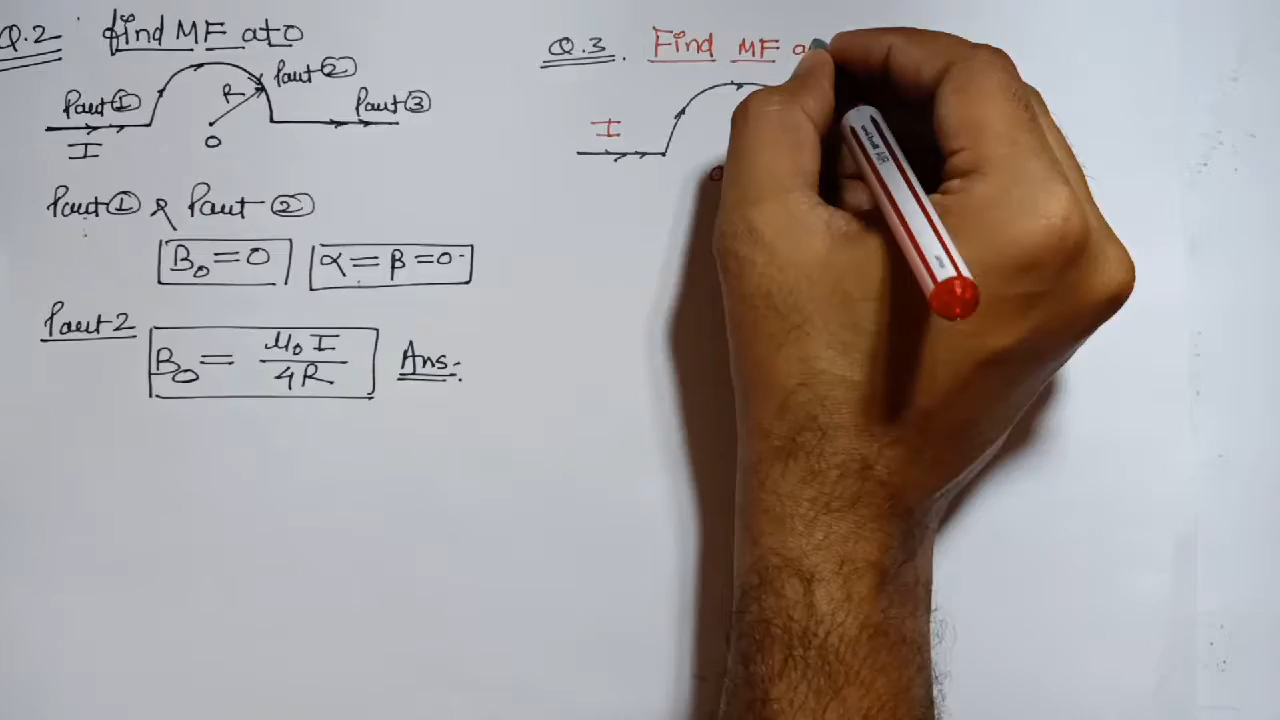 Q.2 find MF at O
Part ① Part ② Part ③
R
I
O
Part ① & Part ②
B₀ = 0 α = β = 0
Part 2
B₀ = μ₀ I / 4R Ans.
Q.3. Find MF a
I